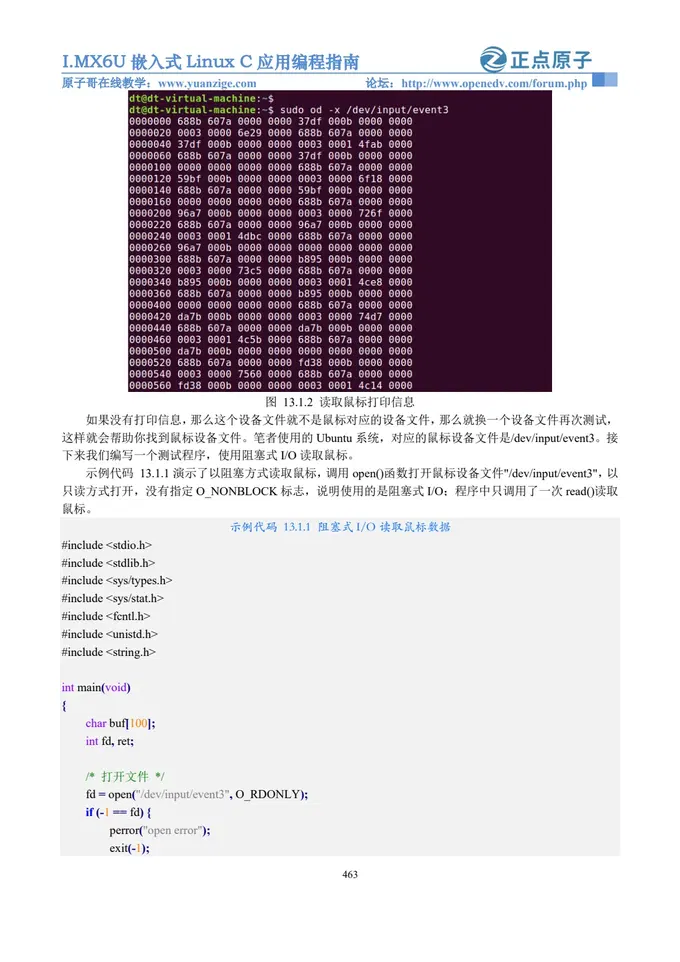 I.MX6U 嵌入式 Linux C 应用编程指南
正点原子
原子哥在线教学：www.yuanzige.com 论坛：http://www.openedv.com/forum.php
dt@dt-virtual-machine:~$
dt@dt-virtual-machine:~$ sudo od -x /dev/input/event3
0000000 688b 607a 0000 0000 37df 000b 0000 0000
0000020 0003 0000 6e29 0000 688b 607a 0000 0000
0000040 37df 000b 0000 0000 0003 0001 4fab 0000
0000060 688b 607a 0000 0000 37df 000b 0000 0000
0000100 0000 0000 0000 0000 688b 607a 0000 0000
0000120 59bf 000b 0000 0000 0003 0000 6f18 0000
0000140 688b 607a 0000 0000 59bf 000b 0000 0000
0000160 0000 0000 0000 0000 688b 607a 0000 0000
0000200 96a7 000b 0000 0000 0003 0000 726f 0000
0000220 688b 607a 0000 0000 96a7 000b 0000 0000
0000240 0003 0001 4dbc 0000 688b 607a 0000 0000
0000260 96a7 000b 0000 0000 0000 0000 0000 0000
0000300 688b 607a 0000 0000 b895 000b 0000 0000
0000320 0003 0000 73c5 0000 688b 607a 0000 0000
0000340 b895 000b 0000 0000 0003 0001 4ce8 0000
0000360 688b 607a 0000 0000 b895 000b 0000 0000
0000400 0000 0000 0000 0000 688b 607a 0000 0000
0000420 da7b 000b 0000 0000 0003 0000 74d7 0000
0000440 688b 607a 0000 0000 da7b 000b 0000 0000
0000460 0003 0001 4c5b 0000 688b 607a 0000 0000
0000500 da7b 000b 0000 0000 0000 0000 0000 0000
0000520 688b 607a 0000 0000 fd38 000b 0000 0000
0000540 0003 0000 7560 0000 688b 607a 0000 0000
0000560 fd38 000b 0000 0000 0003 0001 4c14 0000
图 13.1.2 读取鼠标打印信息
如果没有打印信息，那么这个设备文件就不是鼠标对应的设备文件，那么就换一个设备文件再次测试，
这样就会帮助你找到鼠标设备文件。笔者使用的 Ubuntu 系统，对应的鼠标设备文件是/dev/input/event3。接
下来我们编写一个测试程序，使用阻塞式 I/O 读取鼠标。
示例代码 13.1.1 演示了以阻塞方式读取鼠标，调用 open()函数打开鼠标设备文件"/dev/input/event3"，以
只读方式打开，没有指定 O_NONBLOCK 标志，说明使用的是阻塞式 I/O；程序中只调用了一次 read()读取
鼠标。
示例代码 13.1.1 阻塞式 I/O 读取鼠标数据
#include <stdio.h>
#include <stdlib.h>
#include <sys/types.h>
#include <sys/stat.h>
#include <fcntl.h>
#include <unistd.h>
#include <string.h>
int main(void)
{
char buf[100];
int fd, ret;
/* 打开文件 */
fd = open("/dev/input/event3", O_RDONLY);
if (-1 == fd) {
perror("open error");
exit(-1);
463